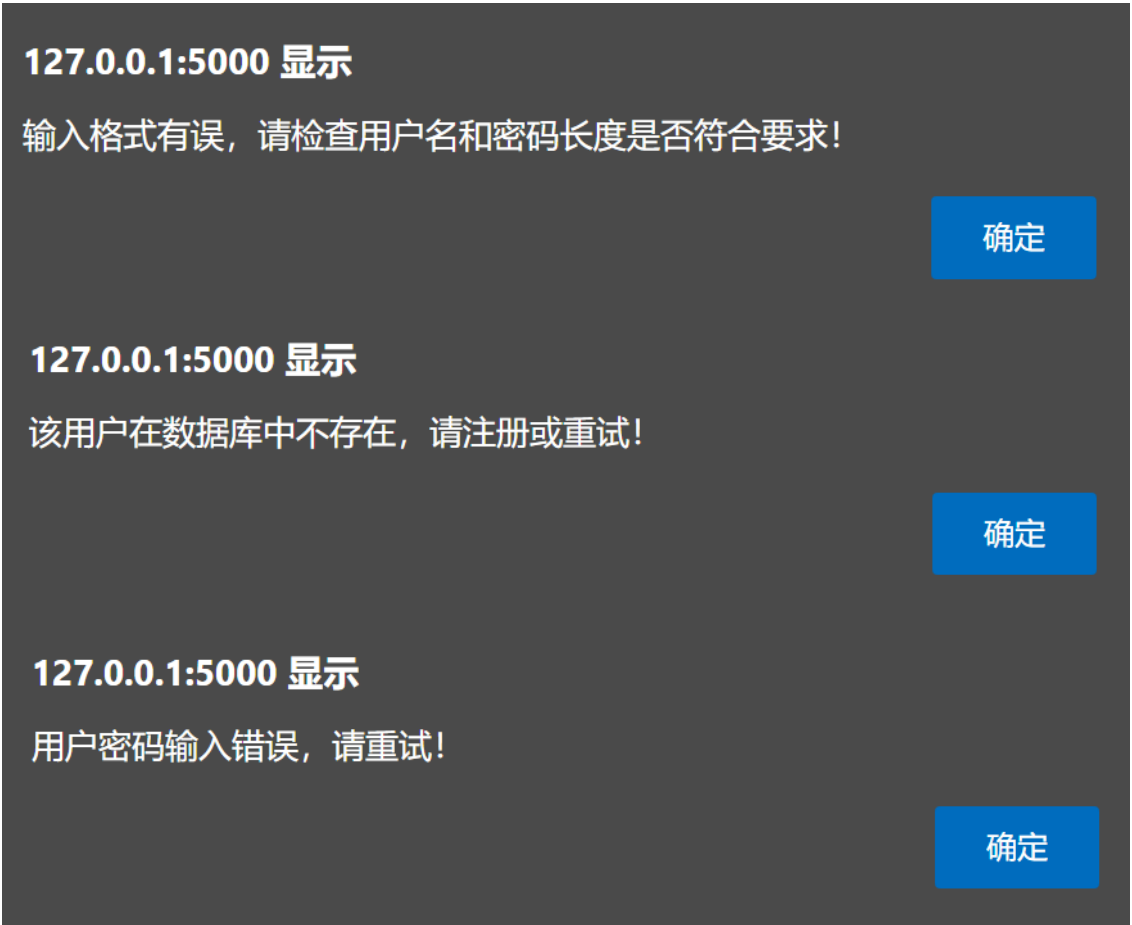 127.0.0.1:5000 显示
输入格式有误，请检查用户名和密码长度是否符合要求！
确定
127.0.0.1:5000 显示
该用户在数据库中不存在，请注册或重试！
确定
127.0.0.1:5000 显示
用户密码输入错误，请重试！
确定